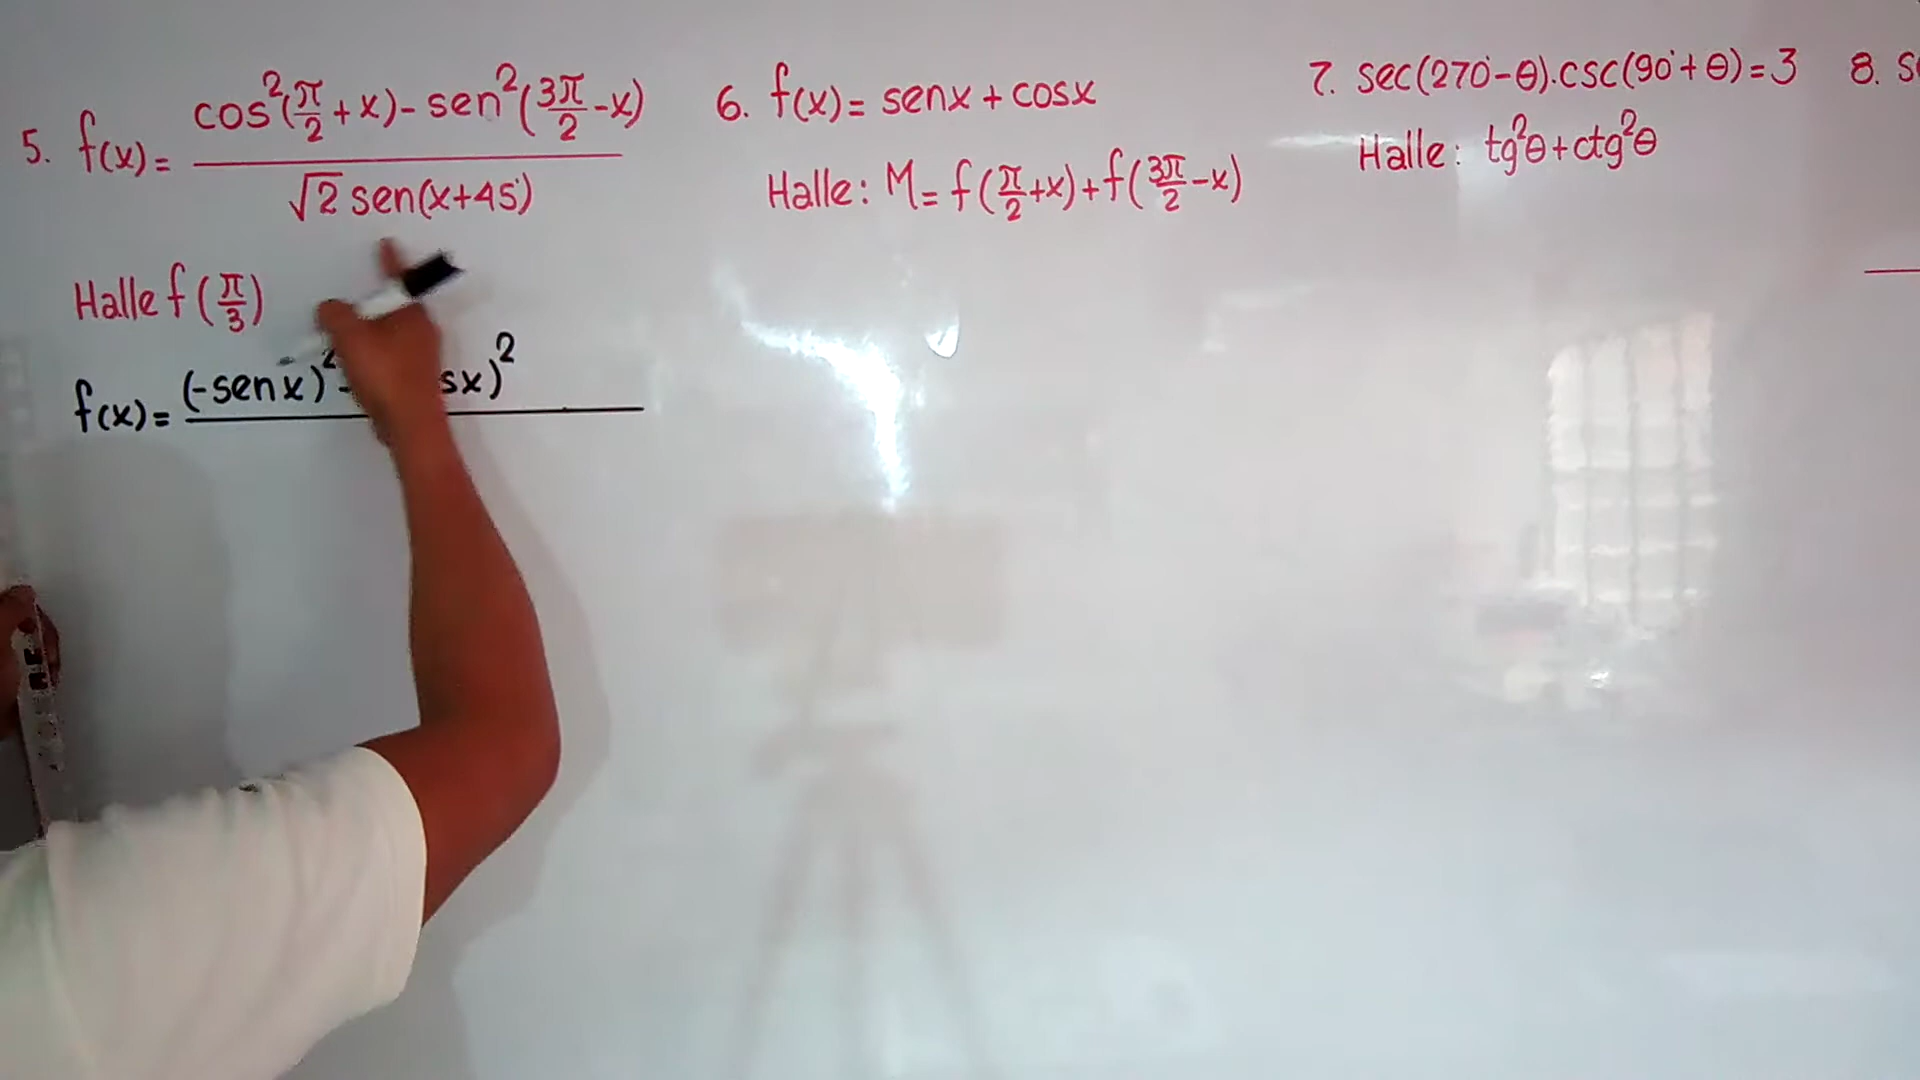 5. f(x)= cos²(π/2+x)-sen²(3π/2-x)
√2 sen(x+45°)
Halle f(π/3)
f(x)= (-senx)²- sx)²
6. f(x)= senx+cosx
Halle: M= f(π/2+x)+f(3π/2-x)
7. sec(270°-θ).csc(90°+θ)=3
Halle: tg²θ+ctg²θ
8.